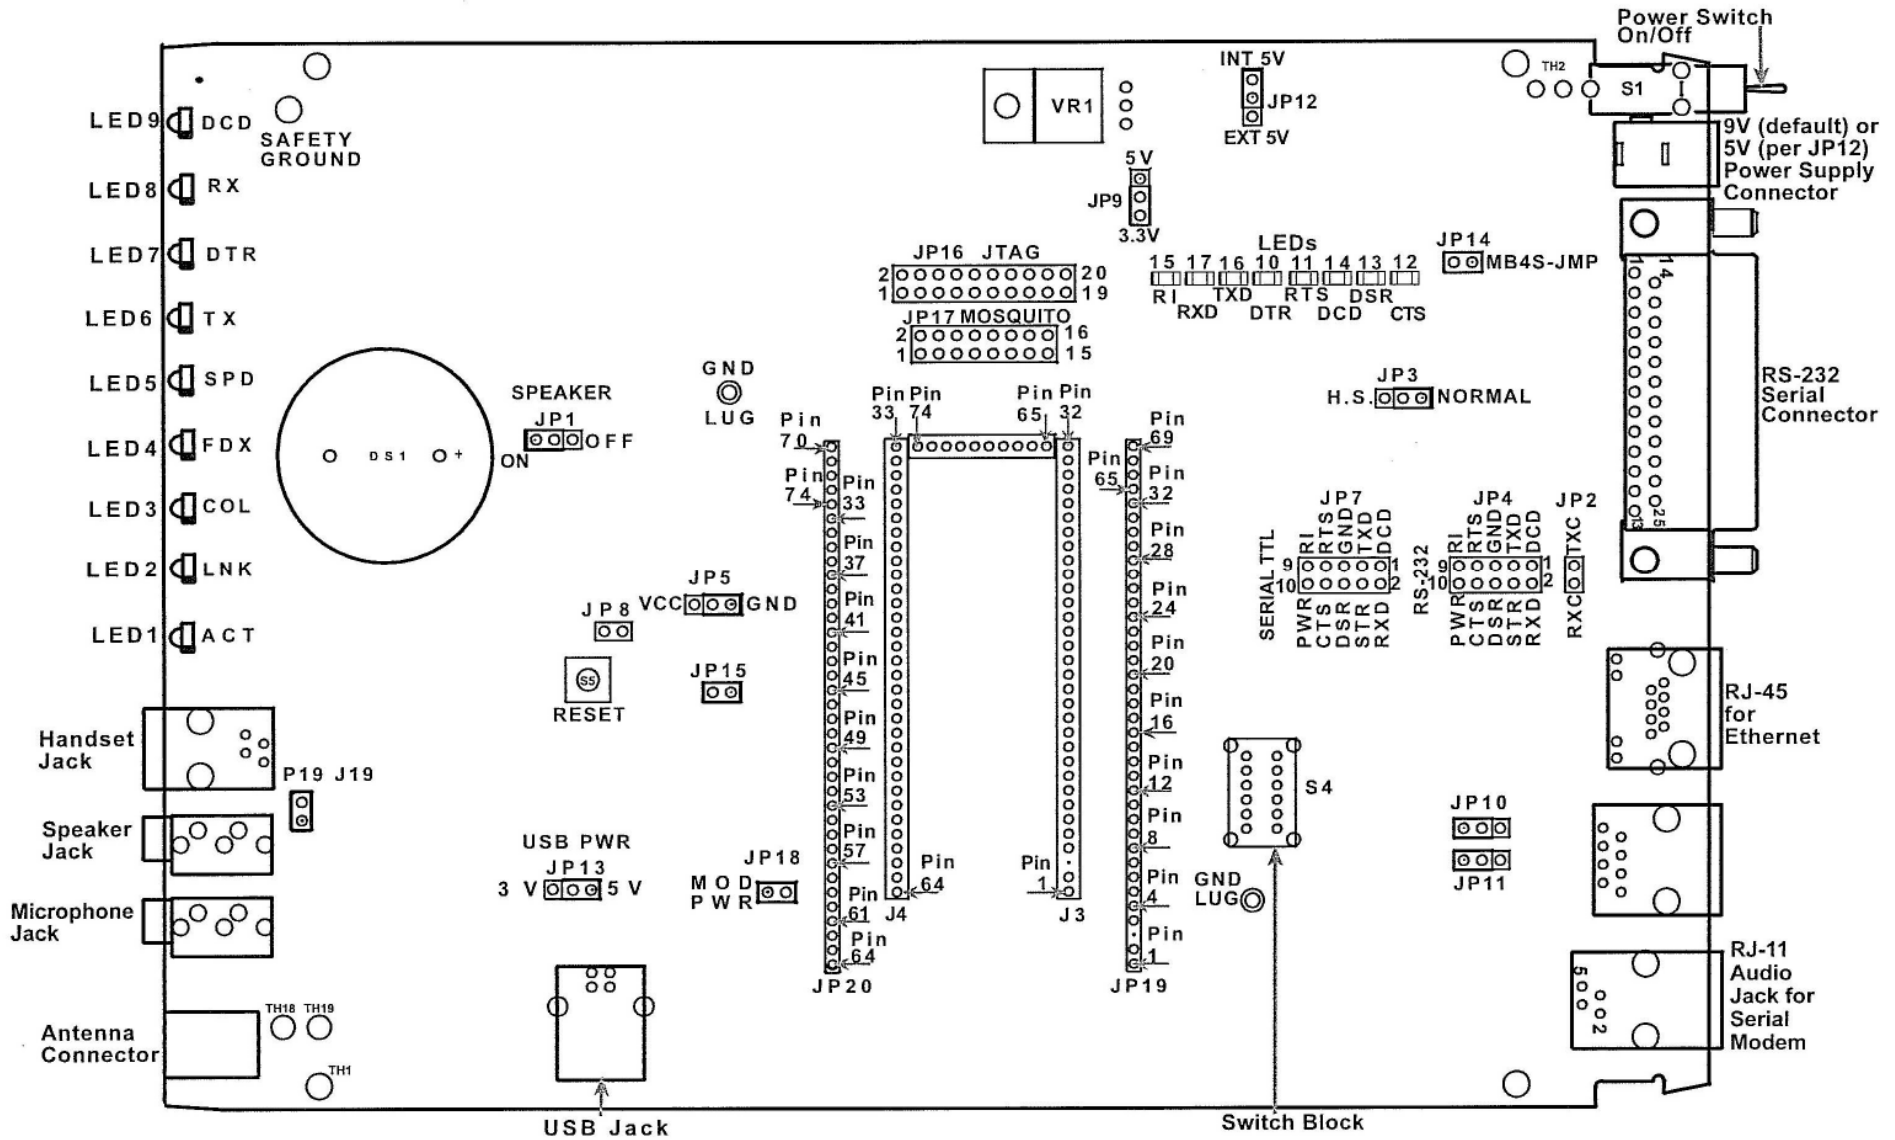 Power Switch
On/Off
TH2
S1
9V (default) or
5V (per JP12)
Power Supply
Connector
INT 5V
JP12
EXT 5V
VR1
5V
JP9
3.3V
LED9 DCD
SAFETY
GROUND
LED8 RX
LED7 DTR
LED6 TX
LED5 SPD
LED4 FDX
LED3 COL
LED2 LNK
LED1 ACT
JP16 JTAG
2 20
1 19
JP17 MOSQUITO
2 16
1 15
LEDs
15 17 16 10 11 14 13 12
RI TXD RTS DSR
RXD DTR DCD CTS
JP14
MB4S-JMP
1 14
13 25
RS-232
Serial
Connector
JP3
H.S. NORMAL
DS1 +
SPEAKER
JP1
OFF
ON
GND
LUG
Pin Pin
33 74
Pin Pin
65 32
Pin
70
Pin
74
Pin
33
Pin
37
Pin
41
Pin
45
Pin
49
Pin
53
Pin
57
Pin
61
Pin
64
JP20
Pin
64
J4
Pin
1
J3
Pin
69
Pin
65
Pin
32
Pin
28
Pin
24
Pin
20
Pin
16
Pin
12
Pin
8
Pin
4
Pin
1
JP19
JP7
SERIAL TTL
RI RTS GND TXD DCD
9 1
10 2
PWR CTS DSR STR RXD
JP4
RS-232
RI RTS GND TXD DCD
9 1
10 2
PWR CTS DSR STR RXD
JP2
TXC
RXC
JP5
VCC GND
JP8
S5
RESET
JP15
RJ-45
for
Ethernet
Handset
Jack
P19 J19
Speaker
Jack
Microphone
Jack
USB PWR
JP13
3 V 5 V
JP18
MOD
PWR
S4
GND
LUG
JP10
JP11
RJ-11
Audio
Jack for
Serial
Modem
5
2
Antenna
Connector
TH18 TH19
TH1
USB Jack
Switch Block